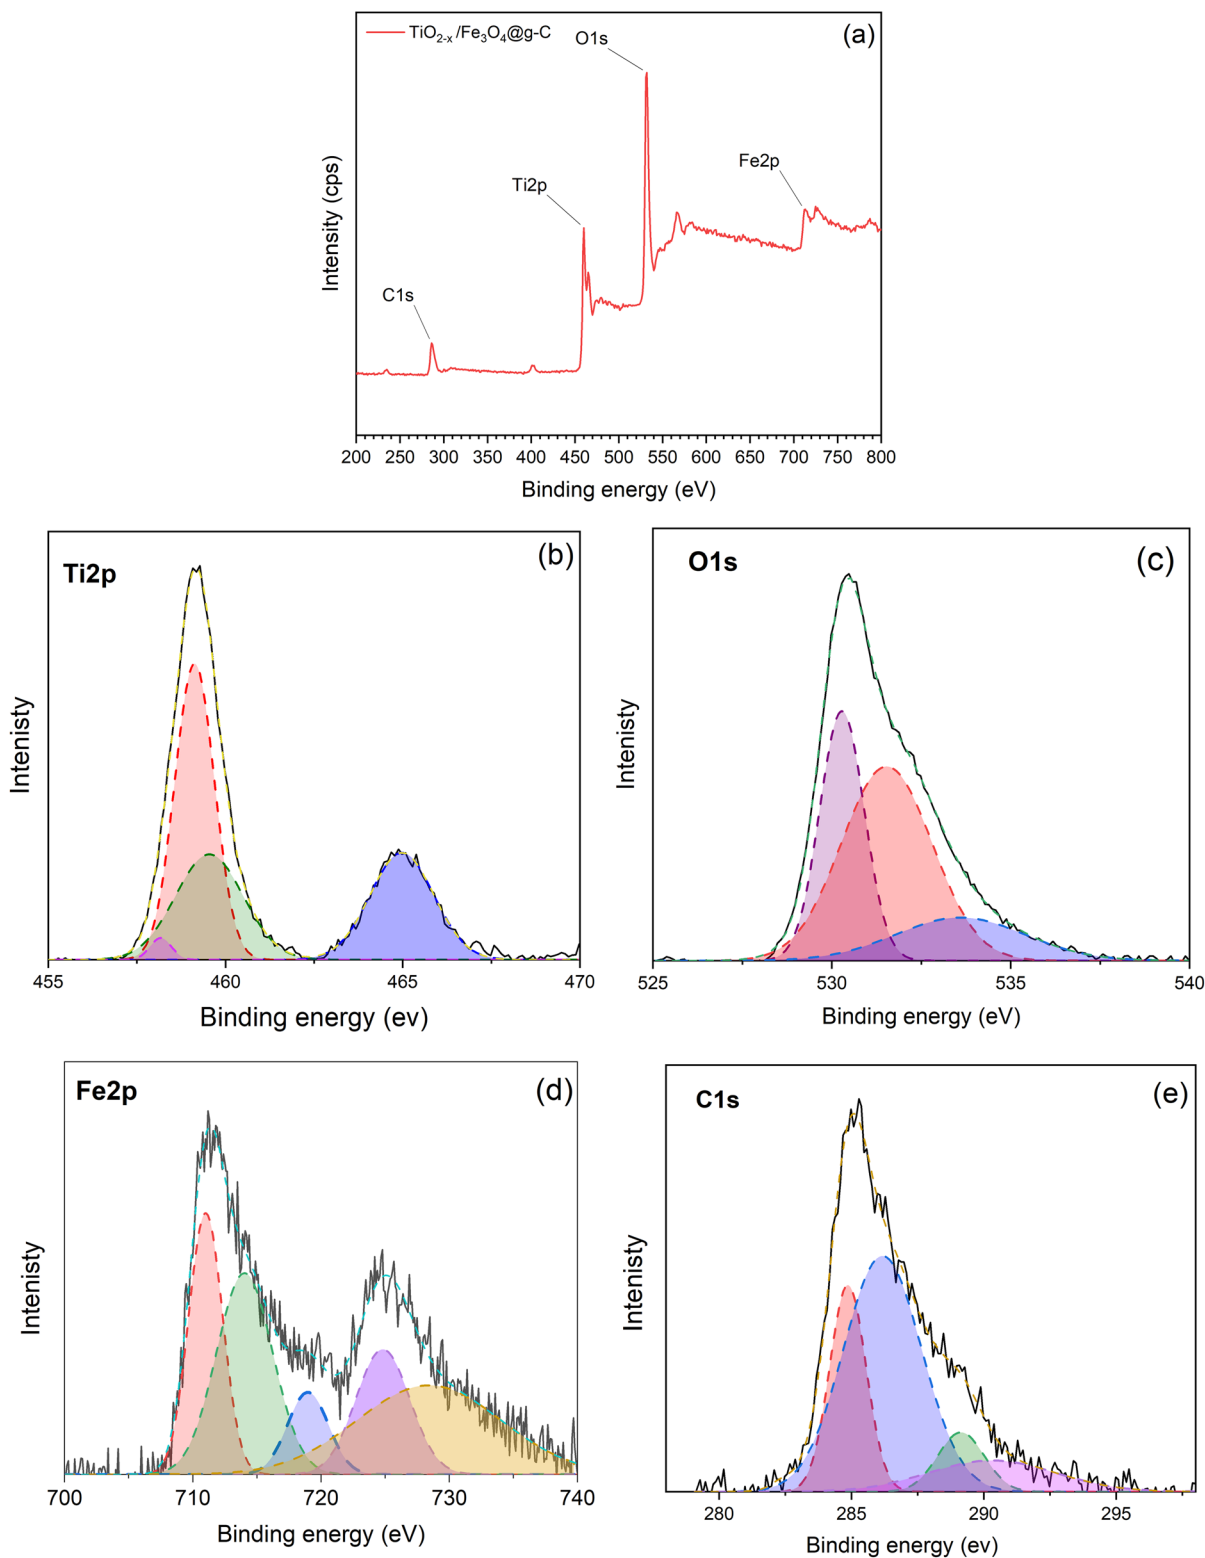 (a)
TiO2-x /Fe3O4@g-C
O1s
Fe2p
Ti2p
C1s
Intensity (cps)
200 250 300 350 400 450 500 550 600 650 700 750 800
Binding energy (eV)
(b)
Ti2p
Intenisty
455 460 465 470
Binding energy (ev)
(c)
O1s
Intenisty
525 530 535 540
Binding energy (eV)
(d)
Fe2p
Intenisty
700 710 720 730 740
Binding energy (eV)
(e)
C1s
Intenisty
280 285 290 295
Binding energy (ev)